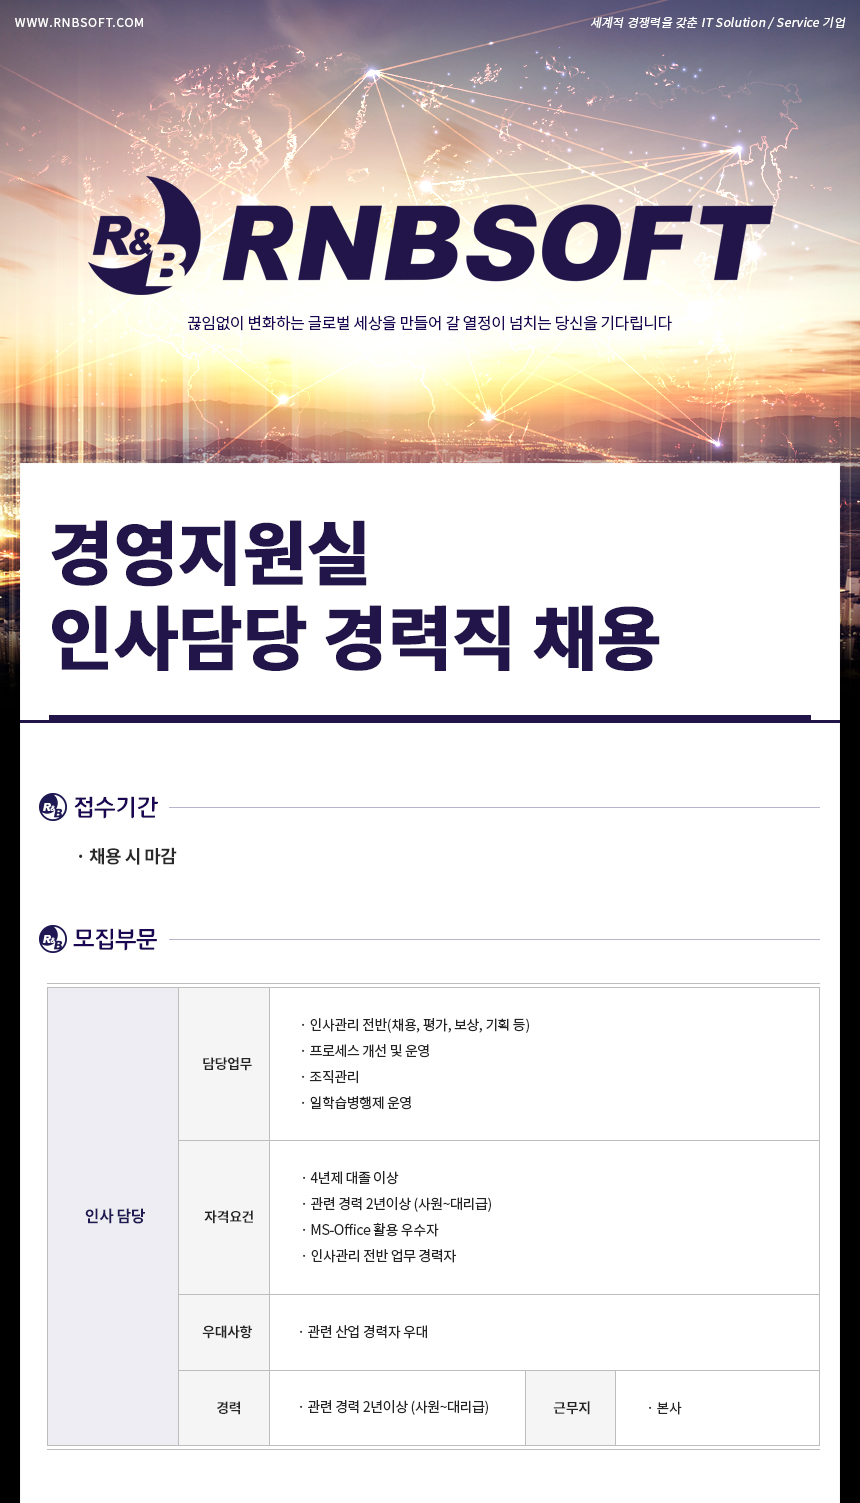 WWW.RNBSOFT.COM
세계적 경쟁력을 갖춘 IT Solution / Service 기업
R&B RNBSOFT
끊임없이 변화하는 글로벌 세상을 만들어 갈 열정이 넘치는 당신을 기다립니다
경영지원실
인사담당 경력직 채용
R&B 접수기간
· 채용 시 마감
R&B 모집부문
인사 담당
담당업무
· 인사관리 전반(채용, 평가, 보상, 기획 등)
· 프로세스 개선 및 운영
· 조직관리
· 일학습병행제 운영
자격요건
· 4년제 대졸 이상
· 관련 경력 2년이상 (사원~대리급)
· MS-Office 활용 우수자
· 인사관리 전반 업무 경력자
우대사항
· 관련 산업 경력자 우대
경력
· 관련 경력 2년이상 (사원~대리급)
근무지
· 본사